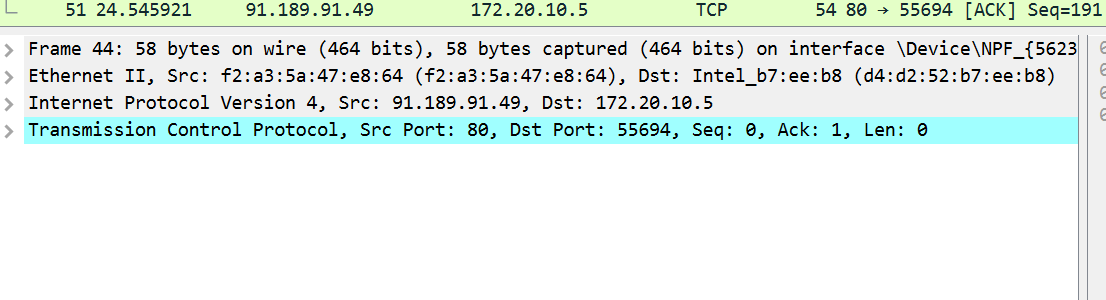 51 24.545921 91.189.91.49 172.20.10.5 TCP 54 80 → 55694 [ACK] Seq=191
Frame 44: 58 bytes on wire (464 bits), 58 bytes captured (464 bits) on interface \Device\NPF_{5623
Ethernet II, Src: f2:a3:5a:47:e8:64 (f2:a3:5a:47:e8:64), Dst: Intel_b7:ee:b8 (d4:d2:52:b7:ee:b8)
Internet Protocol Version 4, Src: 91.189.91.49, Dst: 172.20.10.5
Transmission Control Protocol, Src Port: 80, Dst Port: 55694, Seq: 0, Ack: 1, Len: 0